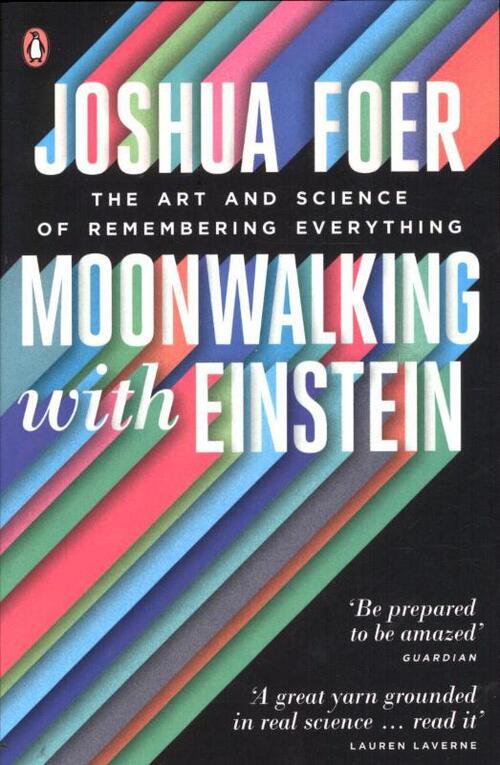 JOSHUA FOER
THE ART AND SCIENCE
OF REMEMBERING EVERYTHING
MOONWALKING
with EINSTEIN
‘Be prepared
to be amazed’
GUARDIAN
‘A great yarn grounded
in real science ... read it’
LAUREN LAVERNE